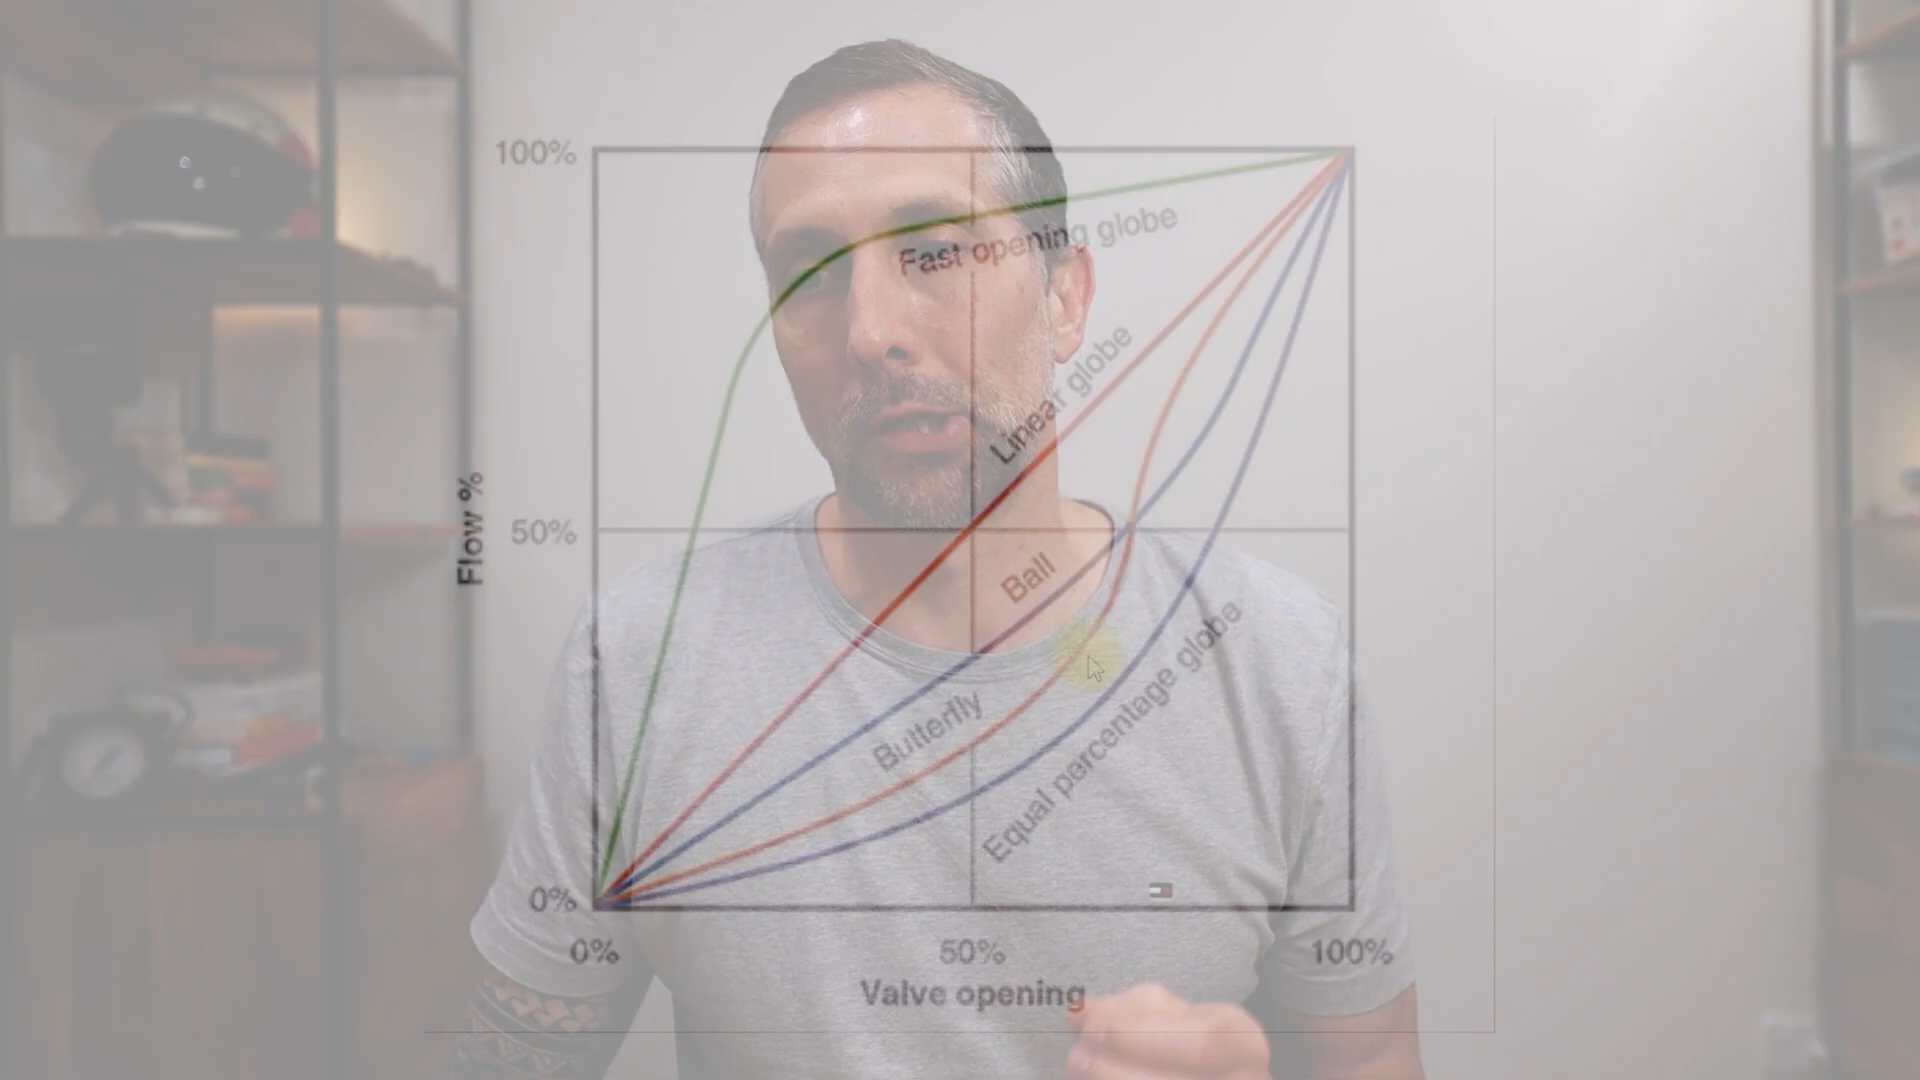 100%
Fast opening globe
Linear globe
Flow %
50%
Ball
Butterfly
Equal percentage globe
0%
0%
50%
100%
Valve opening